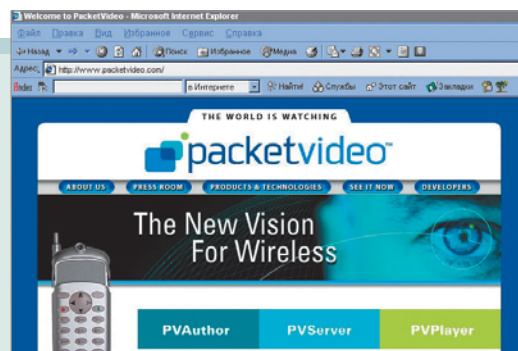 Welcome to PacketVideo - Microsoft Internet Explorer
Файл Правка Вид Избранное Сервис Справка
Назад Поиск Избранное Медиа
Адрес: http://www.packetvideo.com/
Яndex в Интернете Найти! Службы Этот сайт Закладки
THE WORLD IS WATCHING
packetvideo™
ABOUT US PRESS ROOM PRODUCTS & TECHNOLOGIES SEE IT NOW DEVELOPERS
The New Vision
For Wireless
PVAuthor PVServer PVPlayer